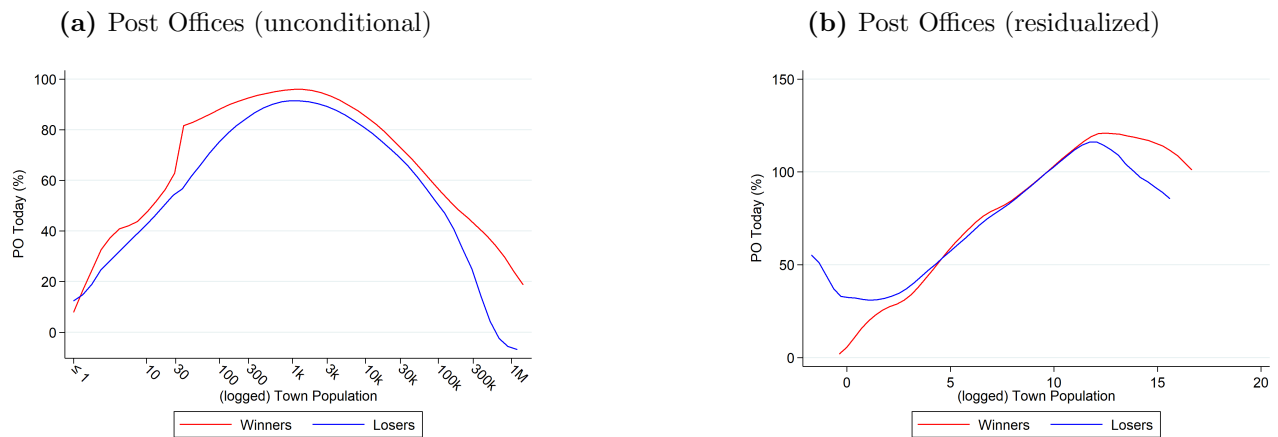 (a) Post Offices (unconditional)
PO Today (%)
100
80
60
40
20
0
≤ 1
10
30
100
300
1k
3k
10k
30k
100k
300k
1M
(logged) Town Population
Winners
Losers
(b) Post Offices (residualized)
PO Today (%)
150
100
50
0
0
5
10
15
20
(logged) Town Population
Winners
Losers